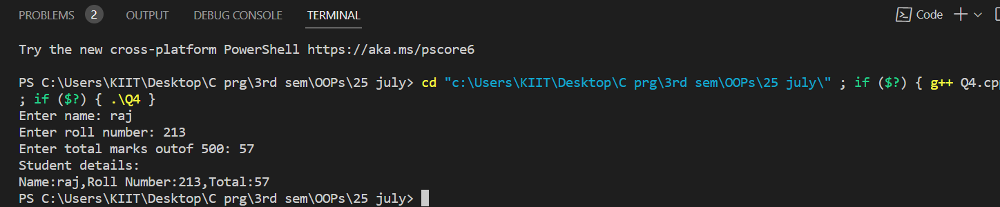 PROBLEMS 2 OUTPUT DEBUG CONSOLE TERMINAL Code
Try the new cross-platform PowerShell https://aka.ms/pscore6
PS C:\Users\KIIT\Desktop\C prg\3rd sem\OOPs\25 july> cd "c:\Users\KIIT\Desktop\C prg\3rd sem\OOPs\25 july\" ; if ($?) { g++ Q4.cpp
; if ($?) { .\Q4 }
Enter name: raj
Enter roll number: 213
Enter total marks outof 500: 57
Student details:
Name:raj,Roll Number:213,Total:57
PS C:\Users\KIIT\Desktop\C prg\3rd sem\OOPs\25 july>